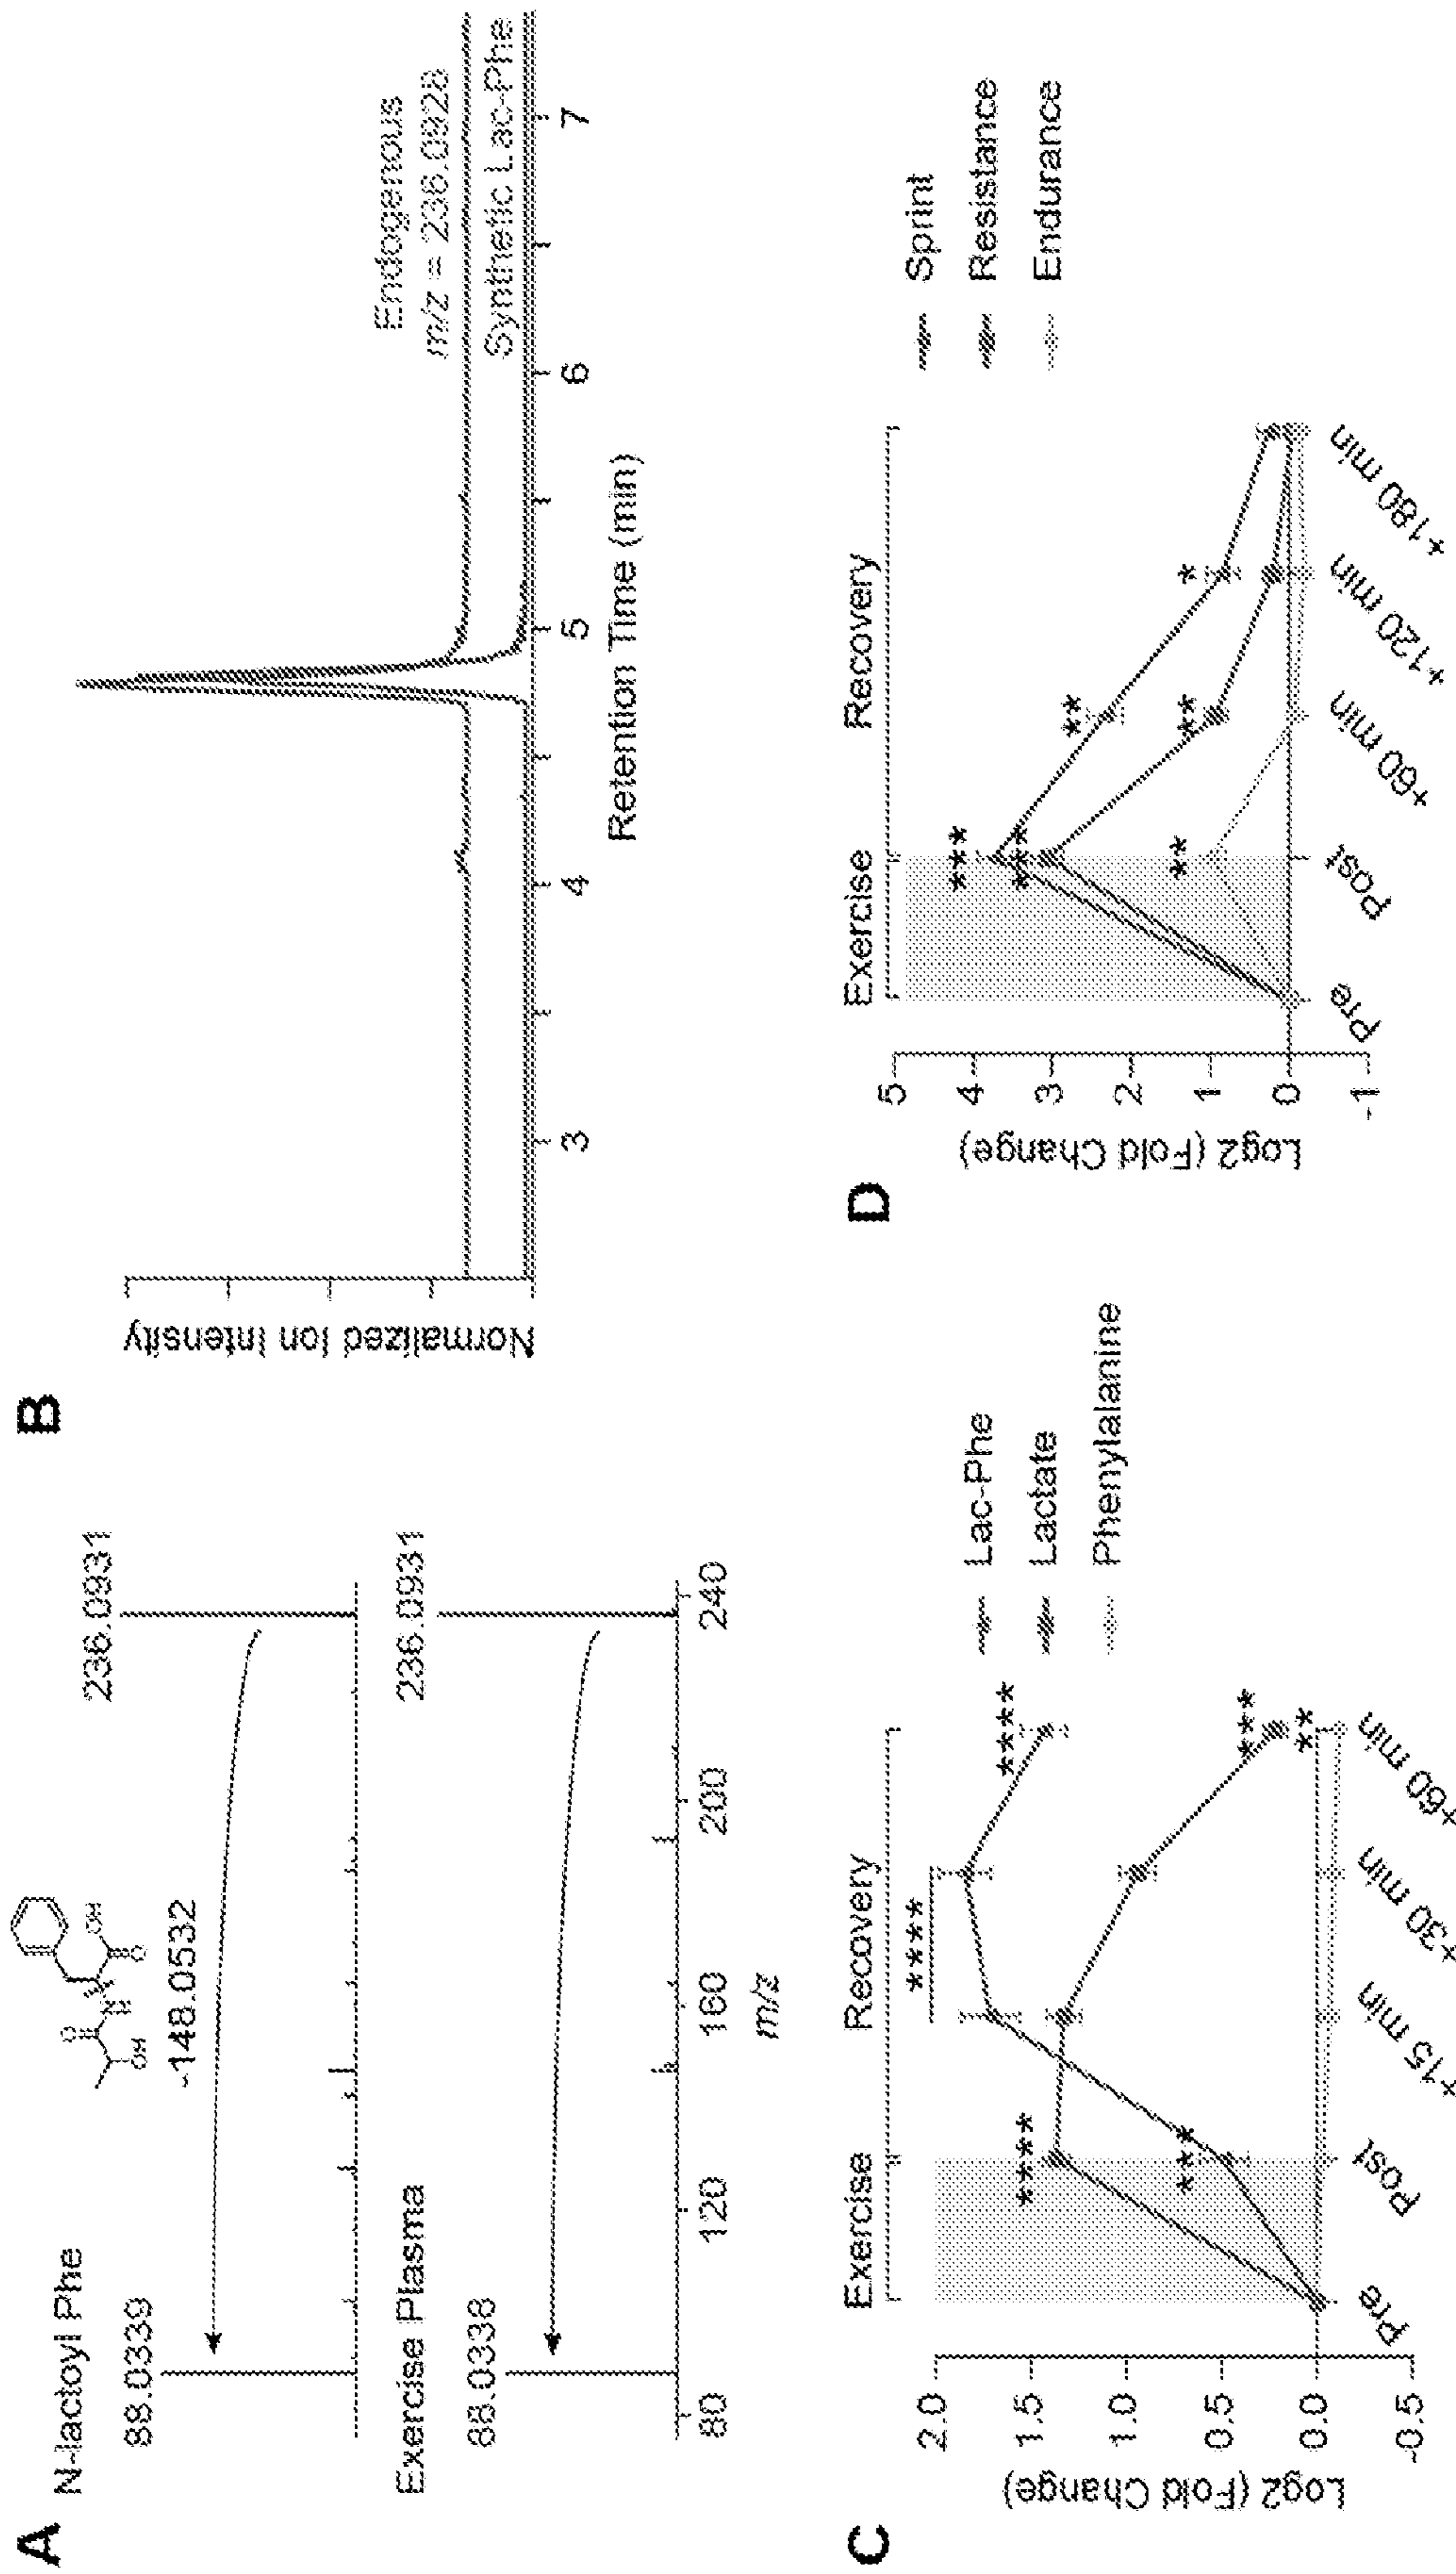 A
N-lactoyl Phe
88.0339
-148.0532
236.0931
O
OH
H
N
O
OH
Exercise Plasma
88.0338
236.0931
80
120
160
200
240
m/z
B
Normalized Ion Intensity
Endogenous
m/z = 236.0928
Synthetic Lac-Phe
3
4
5
6
7
Retention Time (min)
C
Log2 (Fold Change)
2.0
1.5
1.0
0.5
0.0
-0.5
Exercise
Recovery
****
***
****
****
***
**
Pre
Post
+15 min
+30 min
+60 min
Lac-Phe
Lactate
Phenylalanine
D
Log2 (Fold Change)
5
4
3
2
1
0
-1
Exercise
Recovery
***
***
**
**
**
*
Pre
Post
+60 min
+120 min
+180 min
Sprint
Resistance
Endurance